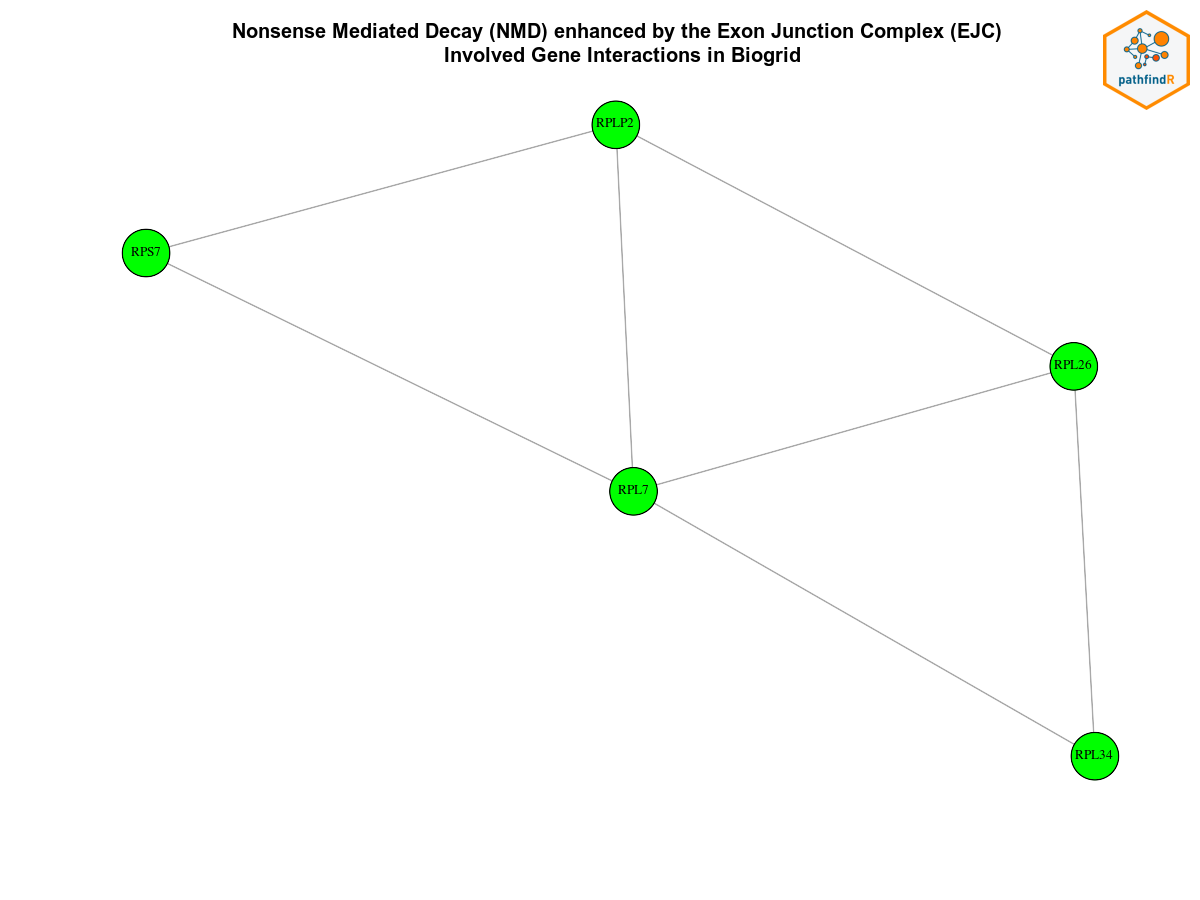 Nonsense Mediated Decay (NMD) enhanced by the Exon Junction Complex (EJC)
Involved Gene Interactions in Biogrid
pathfindR
RPLP2
RPS7
RPL26
RPL7
RPL34